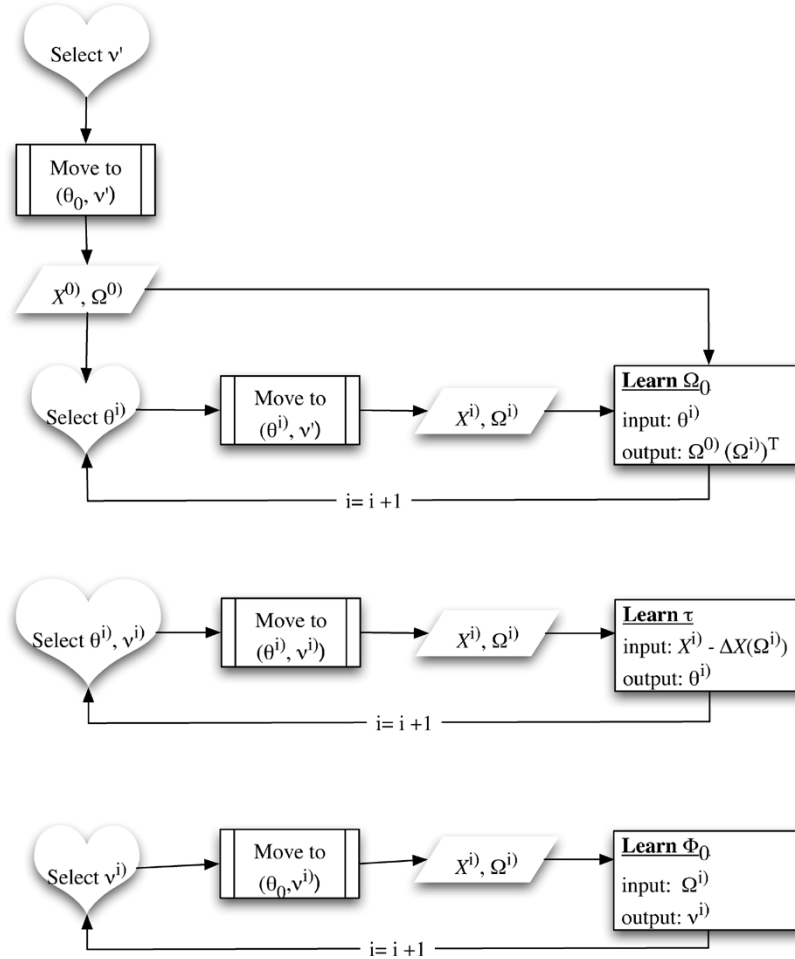 Select ν'
Move to
(θ₀, ν')
X⁰⁾, Ω⁰⁾
Select θⁱ⁾
Move to
(θⁱ⁾, ν')
Xⁱ⁾, Ωⁱ⁾
Learn Ω₀
input: θⁱ⁾
output: Ω⁰⁾ (Ωⁱ⁾)ᵀ
i= i +1
Select θⁱ⁾, νⁱ⁾
Move to
(θⁱ⁾, νⁱ⁾)
Xⁱ⁾, Ωⁱ⁾
Learn τ
input: Xⁱ⁾ - ΔX(Ωⁱ⁾)
output: θⁱ⁾
i= i +1
Select νⁱ⁾
Move to
(θ₀,νⁱ⁾)
Xⁱ⁾, Ωⁱ⁾
Learn Φ₀
input: Ωⁱ⁾
output: νⁱ⁾
i= i +1